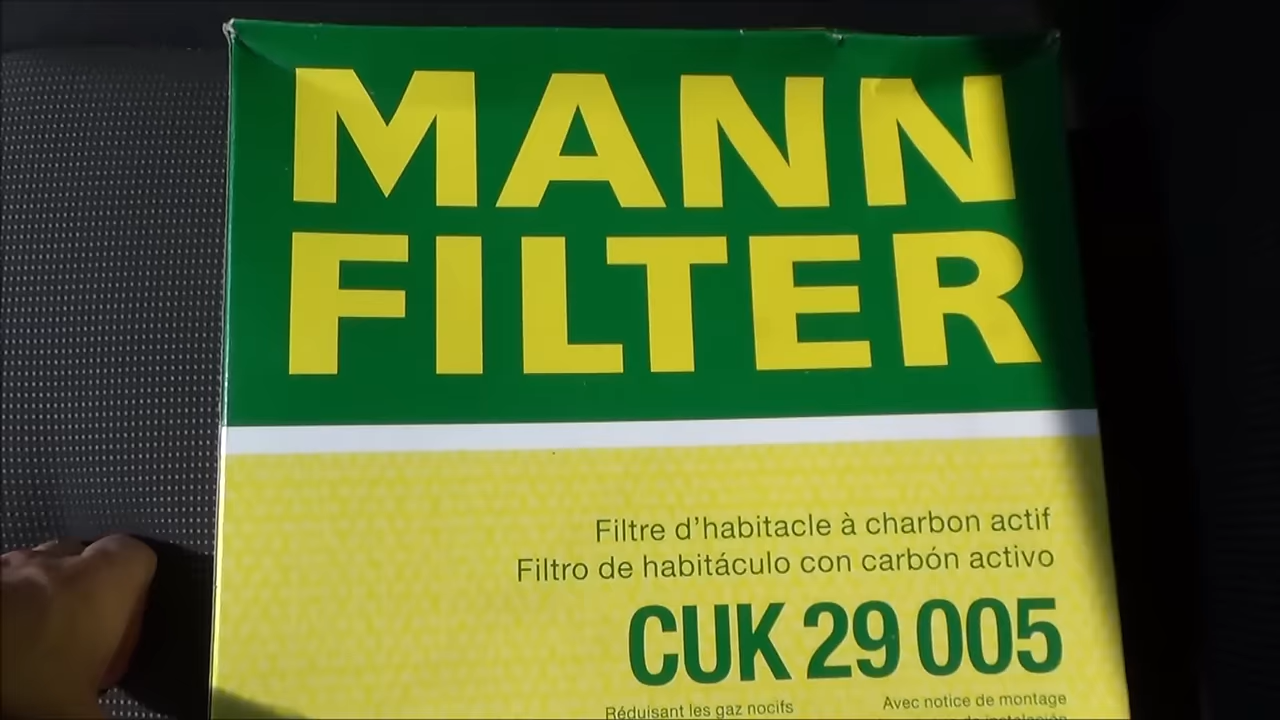 MANN
FILTER
Filtre d'habitacle à charbon actif
Filtro de habitáculo con carbón activo
CUK 29 005
Réduisant les gaz nocifs
Avec notice de montage